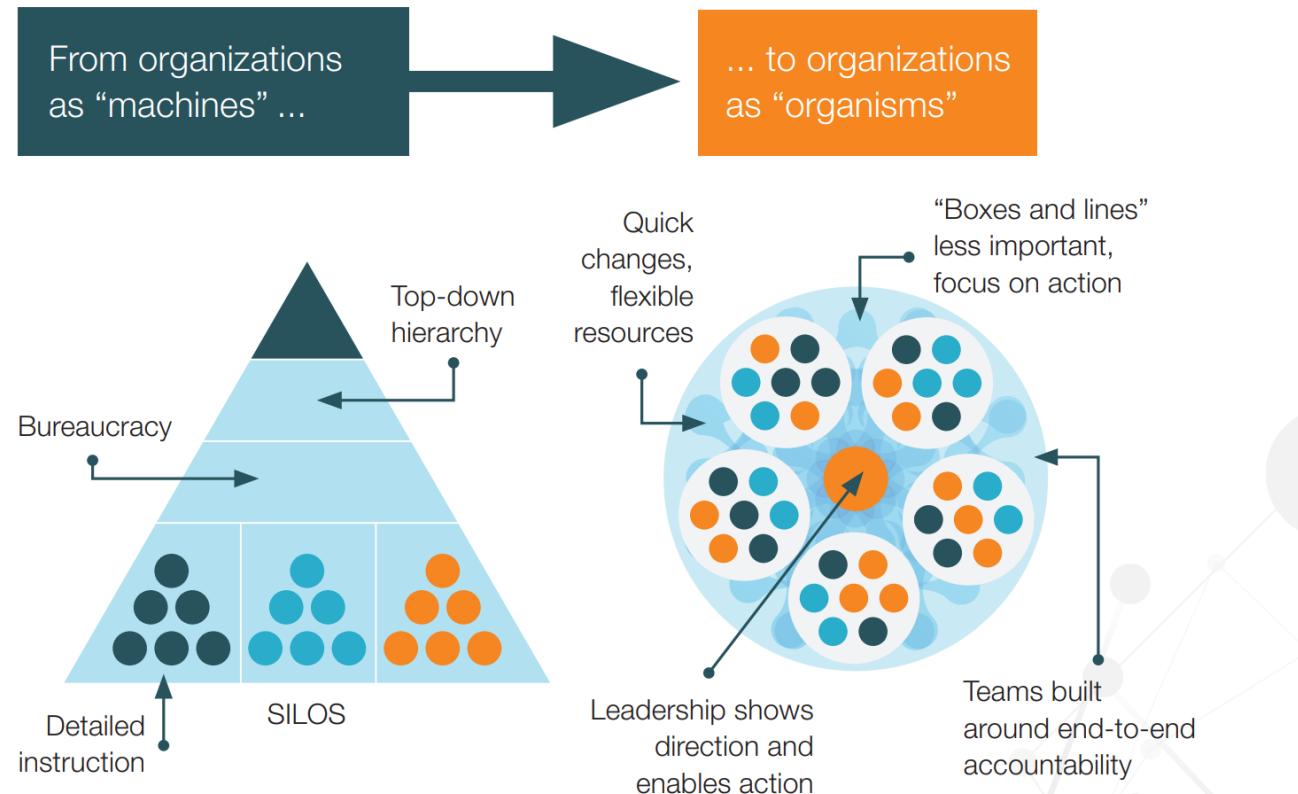 From organizations
as “machines” ...
... to organizations
as “organisms”
Top-down
hierarchy
Bureaucracy
Detailed
instruction
SILOS
Quick
changes,
flexible
resources
“Boxes and lines”
less important,
focus on action
Leadership shows
direction and
enables action
Teams built
around end-to-end
accountability